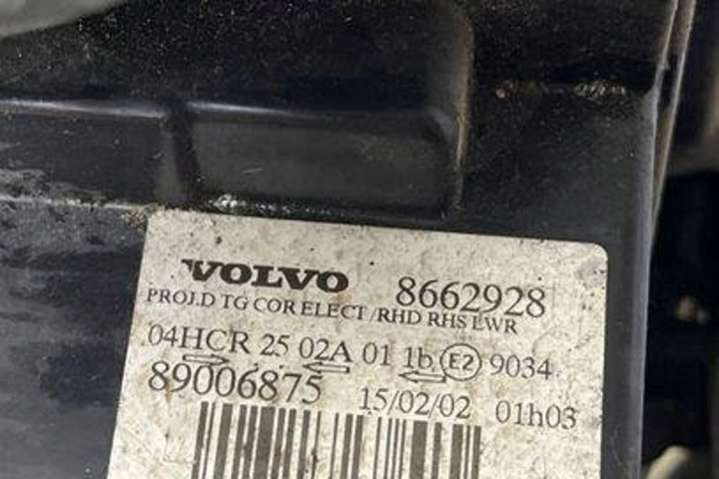 VOLVO 8662928
PROJ.D TG COR ELECT /RHD RHS LWR
04HCR 25 02A 01 1b E2 9034
89006875 15/02/02 01h03